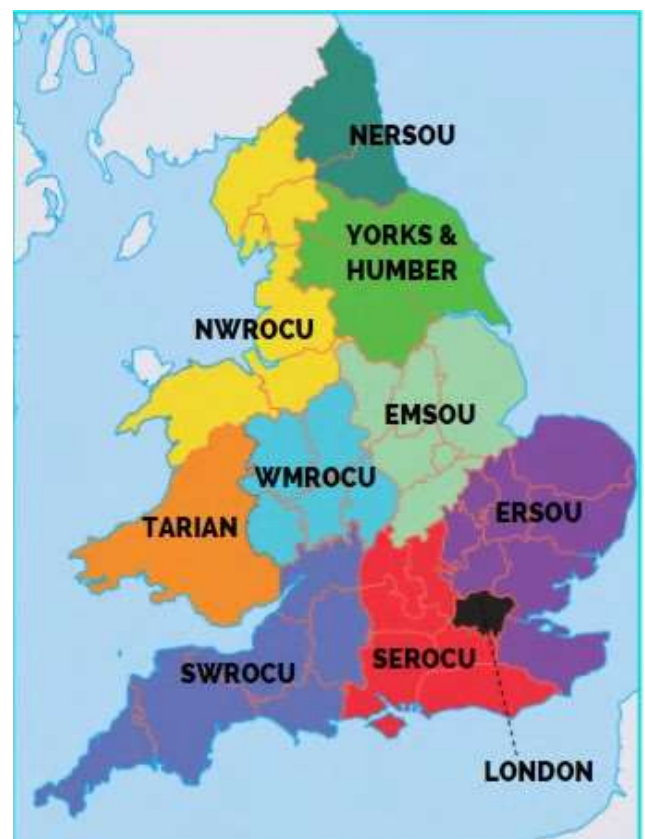 NERSOU
YORKS &
HUMBER
NWROCU
EMSOU
WMROCU
ERSOU
TARIAN
SEROCU
SWROCU
LONDON